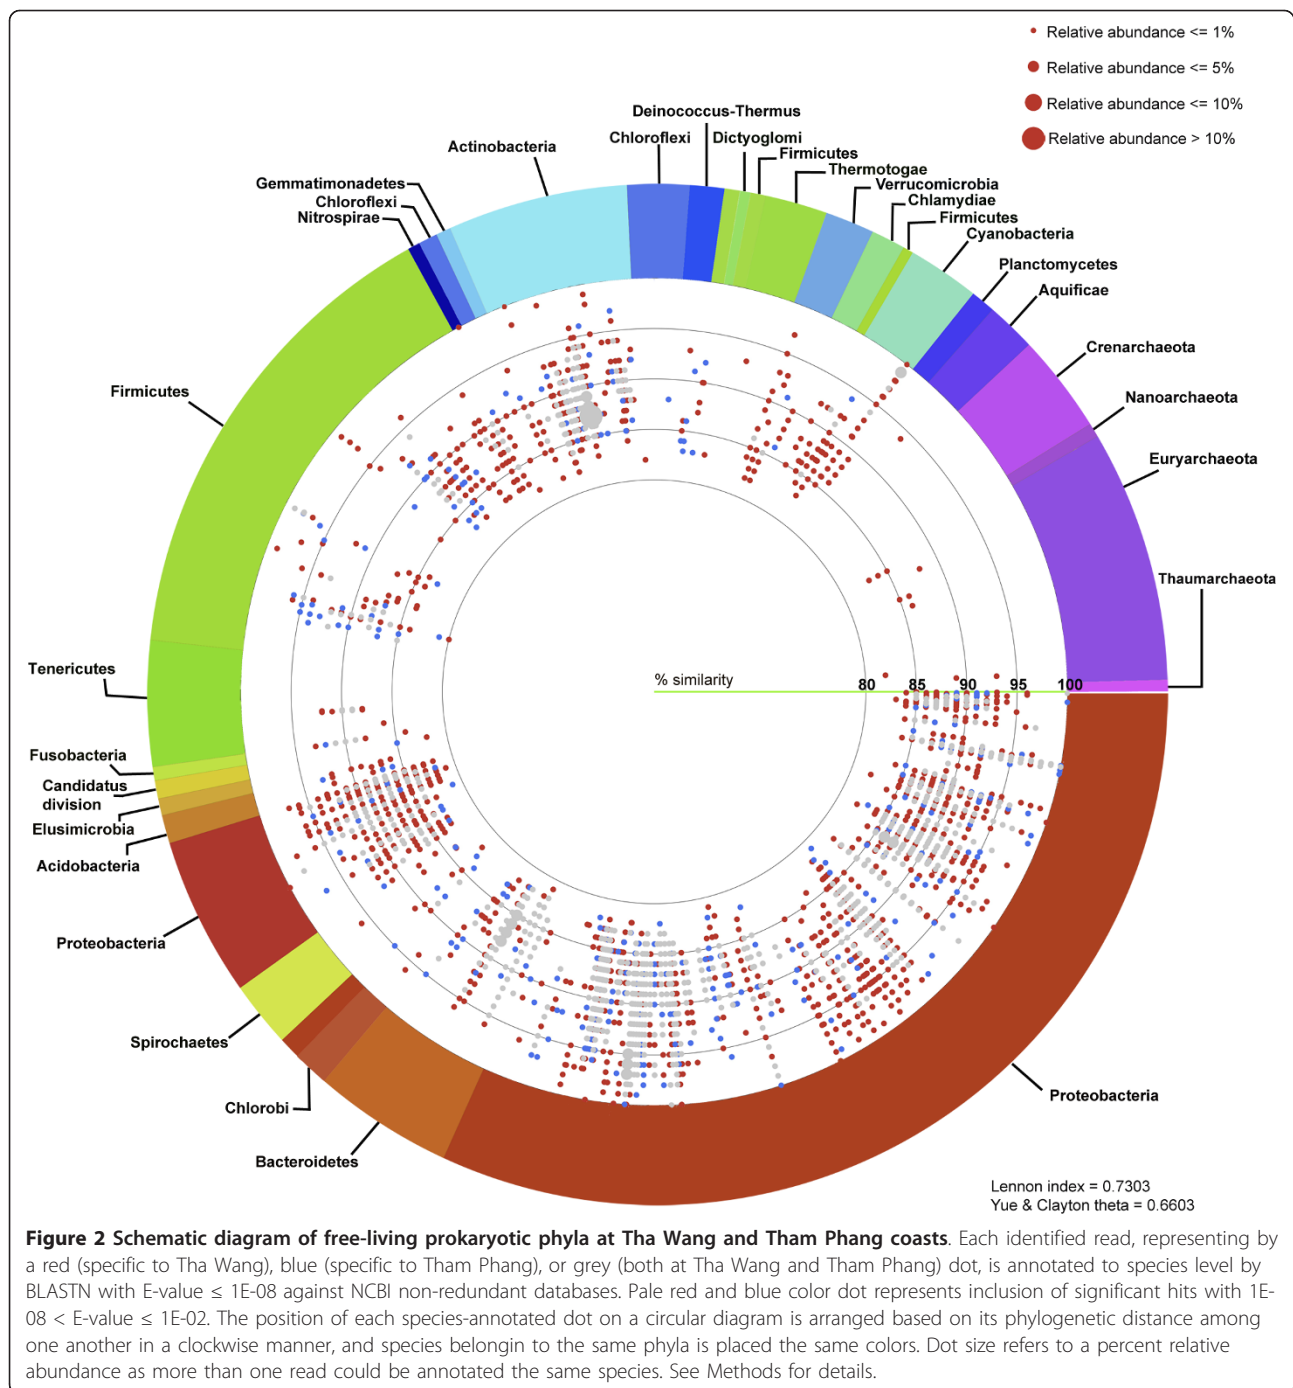 Relative abundance <= 1%
Relative abundance <= 5%
Relative abundance <= 10%
Relative abundance > 10%
Deinococcus-Thermus
Chloroflexi
Dictyoglomi
Actinobacteria
Firmicutes
Thermotogae
Gemmatimonadetes
Verrucomicrobia
Chloroflexi
Chlamydiae
Nitrospirae
Firmicutes
Cyanobacteria
Planctomycetes
Aquificae
Crenarchaeota
Firmicutes
Nanoarchaeota
Euryarchaeota
Thaumarchaeota
Tenericutes
% similarity
80 85 90 95 100
Fusobacteria
Candidatus
division
Elusimicrobia
Acidobacteria
Proteobacteria
Spirochaetes
Chlorobi
Proteobacteria
Bacteroidetes
Lennon index = 0.7303
Yue & Clayton theta = 0.6603
Figure 2 Schematic diagram of free-living prokaryotic phyla at Tha Wang and Tham Phang coasts. Each identified read, representing by
a red (specific to Tha Wang), blue (specific to Tham Phang), or grey (both at Tha Wang and Tham Phang) dot, is annotated to species level by
BLASTN with E-value ≤ 1E-08 against NCBI non-redundant databases. Pale red and blue color dot represents inclusion of significant hits with 1E-
08 < E-value ≤ 1E-02. The position of each species-annotated dot on a circular diagram is arranged based on its phylogenetic distance among
one another in a clockwise manner, and species belongin to the same phyla is placed the same colors. Dot size refers to a percent relative
abundance as more than one read could be annotated the same species. See Methods for details.